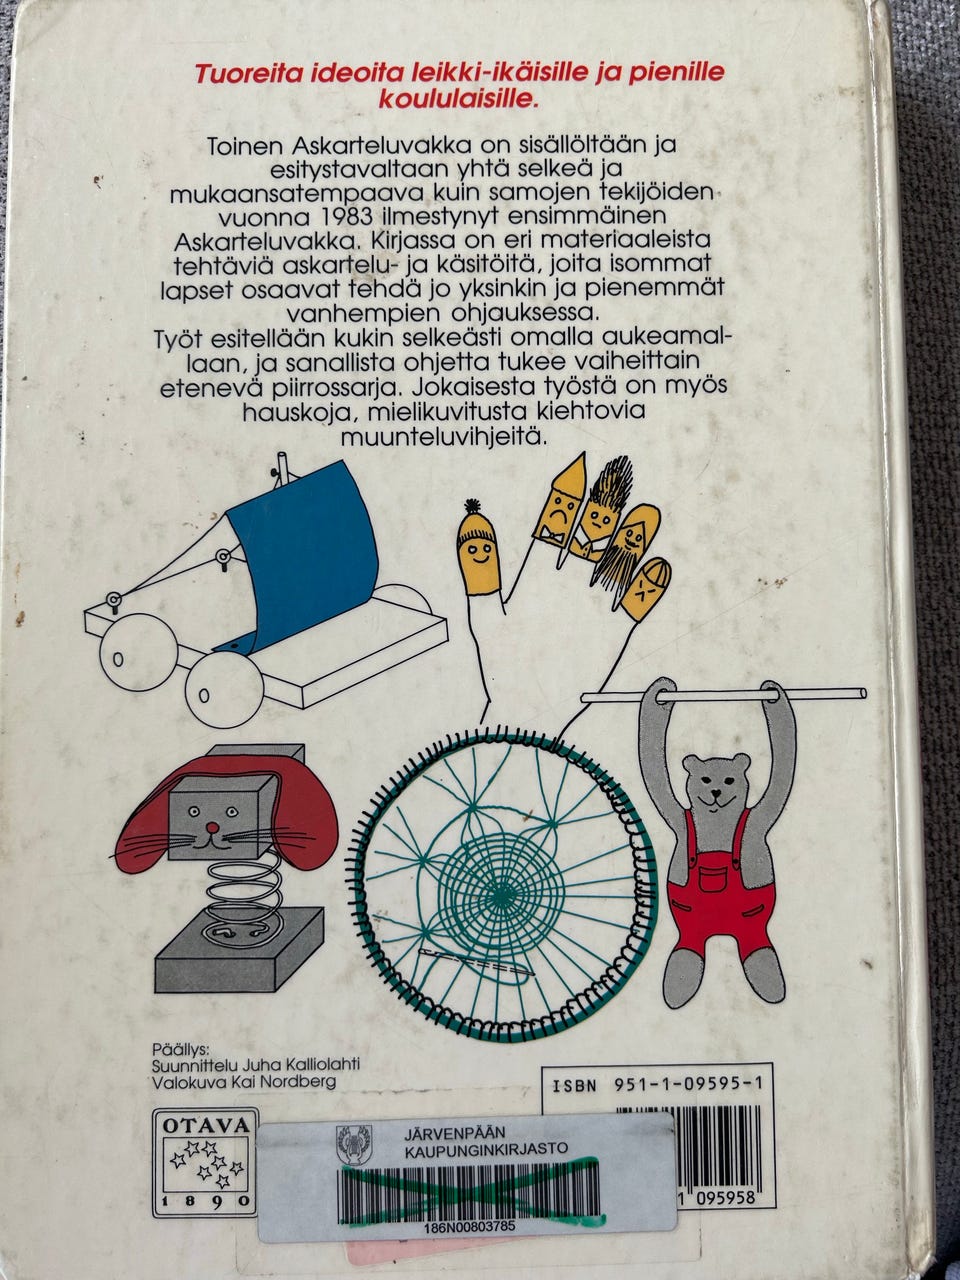 Tuoreita ideoita leikki-ikäisille ja pienille
koululaisille.
Toinen Askarteluvakka on sisällöltään ja
esitystavaltaan yhtä selkeä ja
mukaansatempaava kuin samojen tekijöiden
vuonna 1983 ilmestynyt ensimmäinen
Askarteluvakka. Kirjassa on eri materiaaleista
tehtäviä askartelu- ja käsitöitä, joita isommat
lapset osaavat tehdä jo yksinkin ja pienemmät
vanhempien ohjauksessa.
Työt esitellään kukin selkeästi omalla aukeamal-
laan, ja sanallista ohjetta tukee vaiheittain
etenevä piirrossarja. Jokaisesta työstä on myös
hauskoja, mielikuvitusta kiehtovia
muunteluvihjeitä.
Päällys:
Suunnittelu Juha Kalliolahti
Valokuva Kai Nordberg
ISBN 951-1-09595-1
OTAVA
1890
JÄRVENPÄÄN
KAUPUNGINKIRJASTO
186N00803785
1 095958